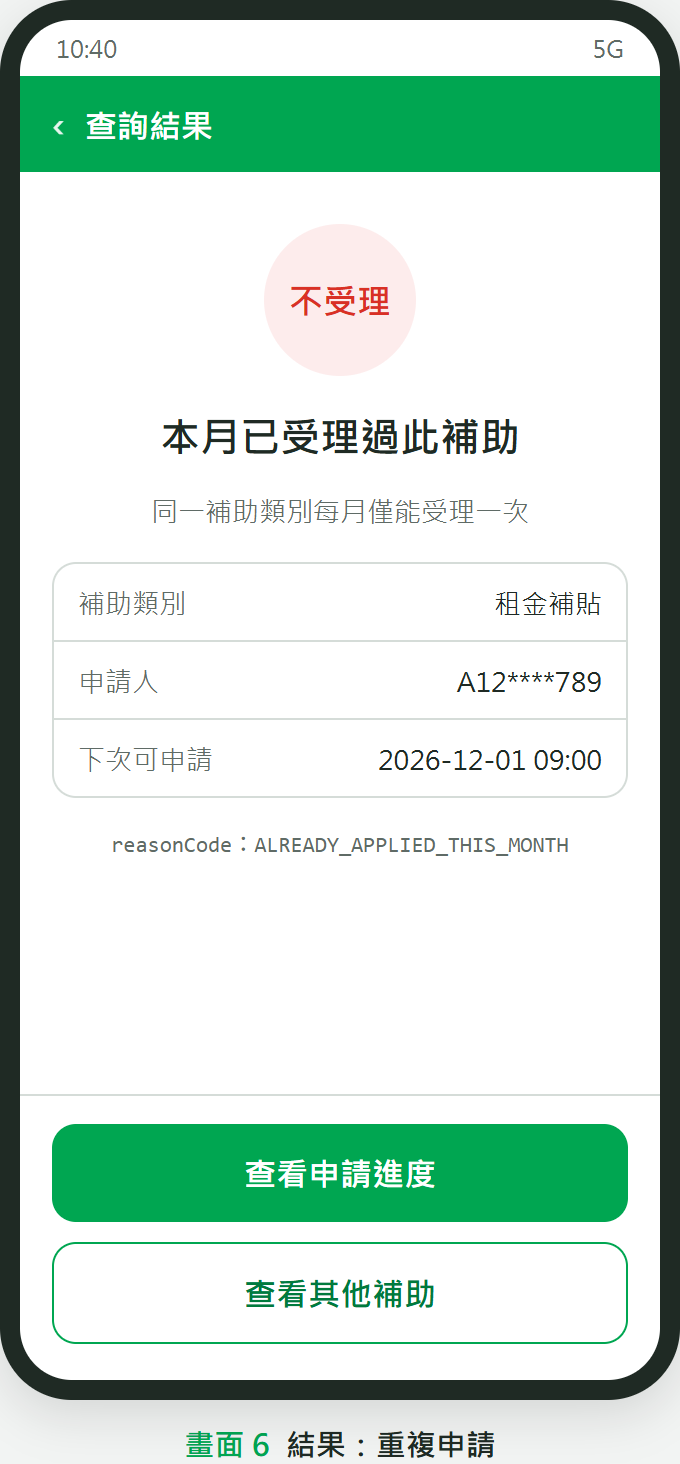 10:40 5G
‹ 查詢結果
不受理
本月已受理過此補助
同一補助類別每月僅能受理一次
補助類別 租金補貼
申請人 A12****789
下次可申請 2026-12-01 09:00
reasonCode：ALREADY_APPLIED_THIS_MONTH
查看申請進度
查看其他補助
畫面 6 結果：重複申請